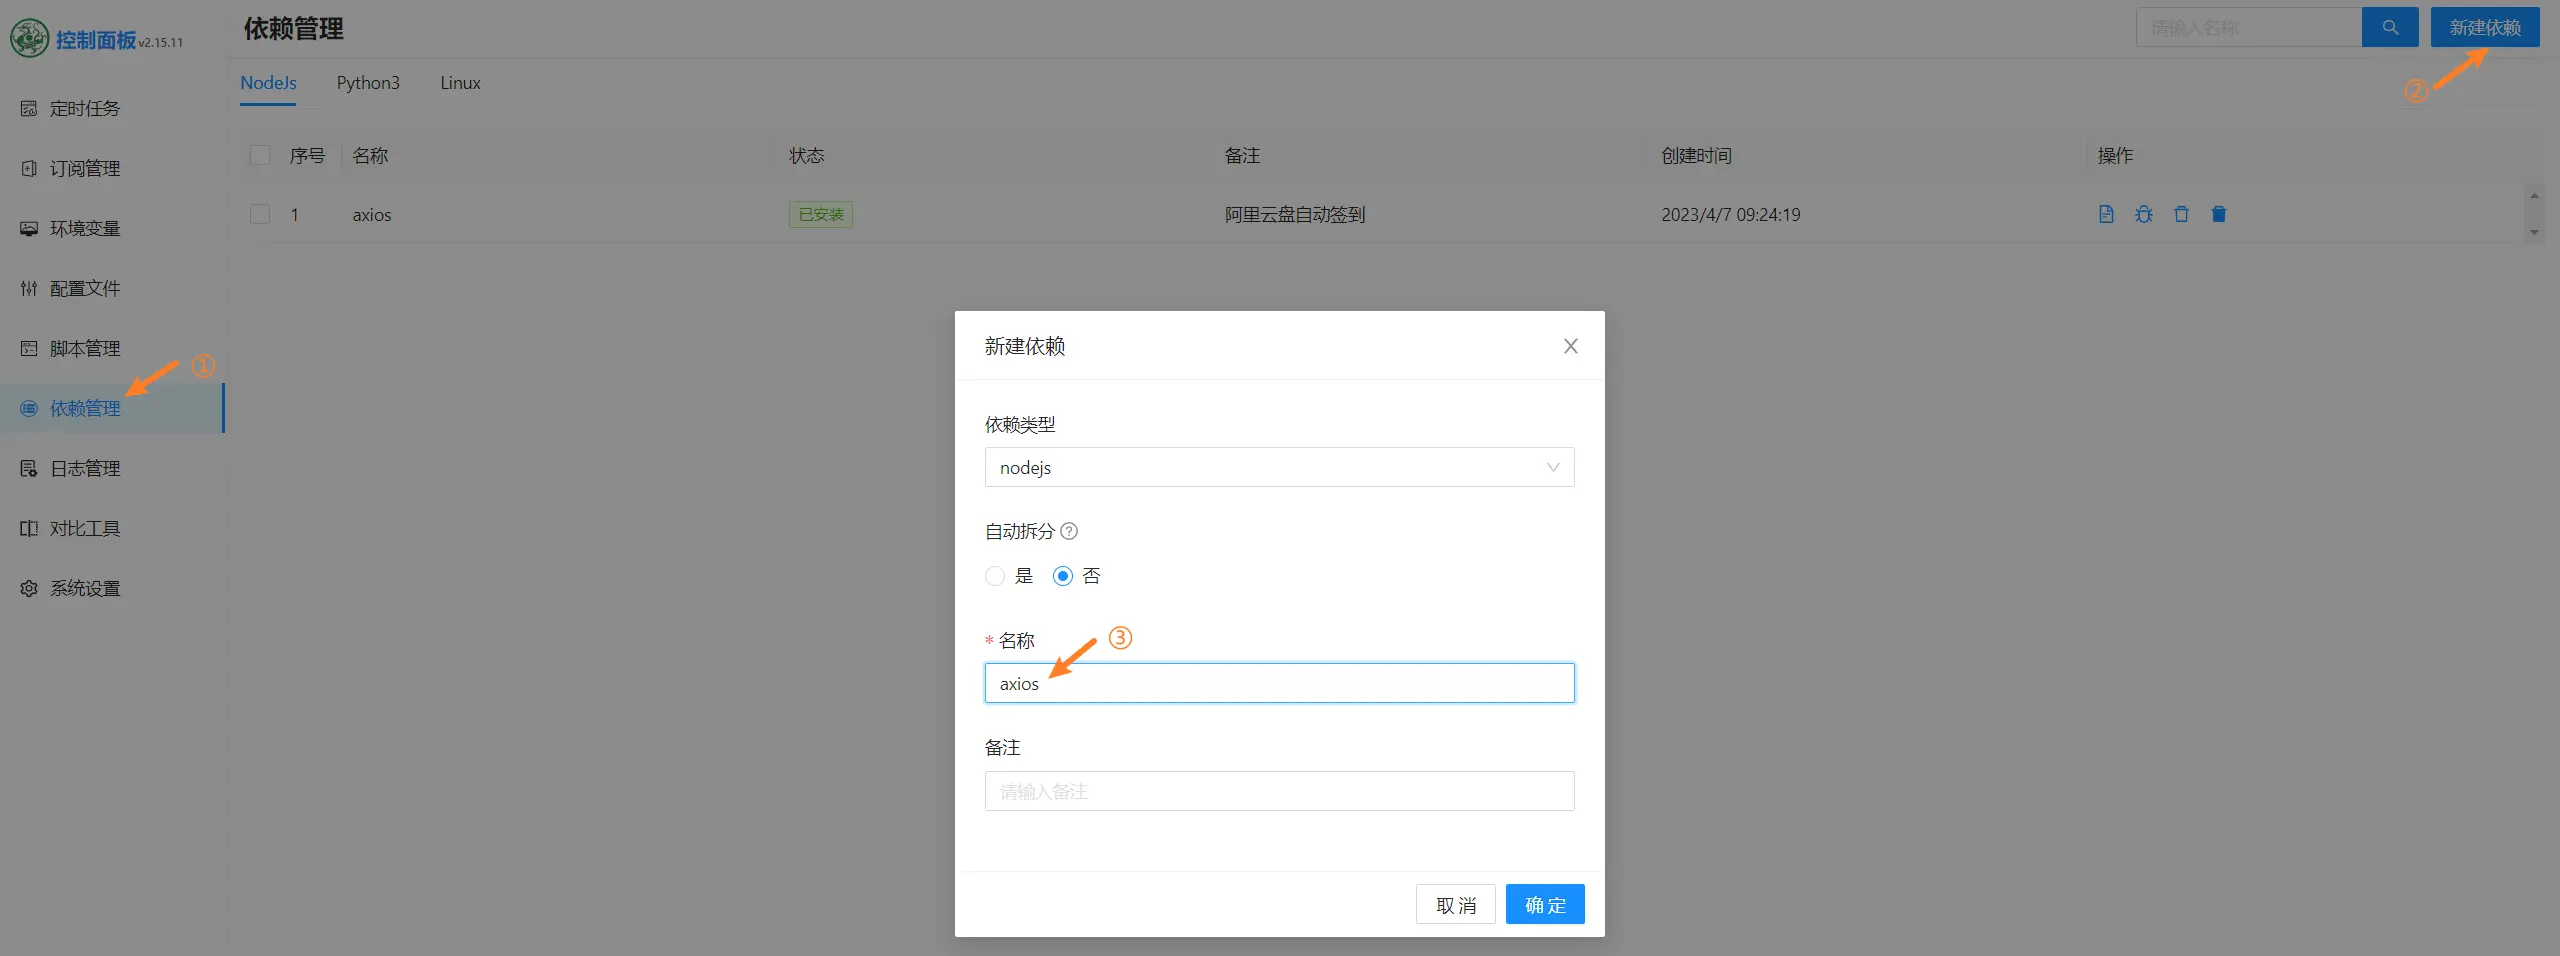 控制面板 v2.15.11
定时任务
订阅管理
环境变量
配置文件
脚本管理
①
依赖管理
日志管理
对比工具
系统设置
依赖管理
请输入名称
新建依赖
②
NodeJs Python3 Linux
序号 名称 状态 备注 创建时间 操作
1 axios 已安装 阿里云盘自动签到 2023/4/7 09:24:19
新建依赖
依赖类型
nodejs
自动拆分
是 否
* 名称
③
axios
备注
请输入备注
取 消 确 定